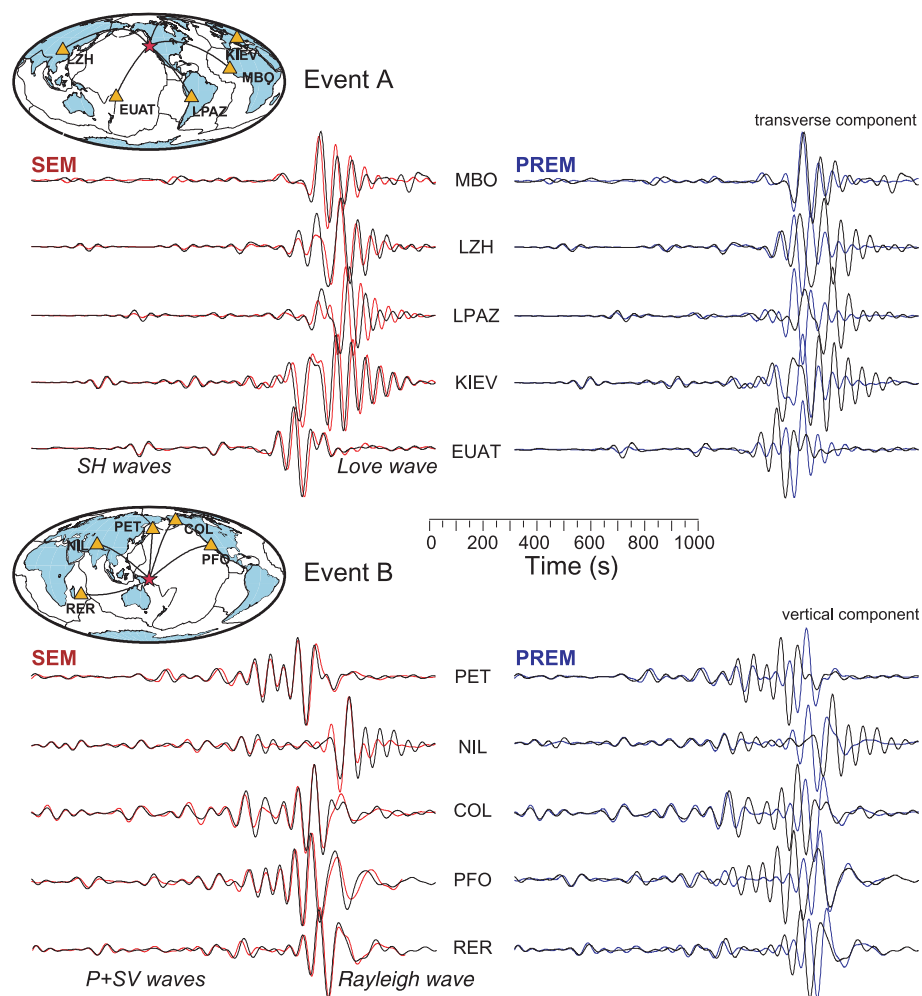 LZH
KIEV
MBO
EUAT
LPAZ
Event A
transverse component
SEM
PREM
MBO
LZH
LPAZ
KIEV
EUAT
SH waves
Love wave
PET
COL
NIL
PFO
RER
Event B
0 200 400 600 800 1000
Time (s)
vertical component
SEM
PREM
PET
NIL
COL
PFO
RER
P+SV waves
Rayleigh wave